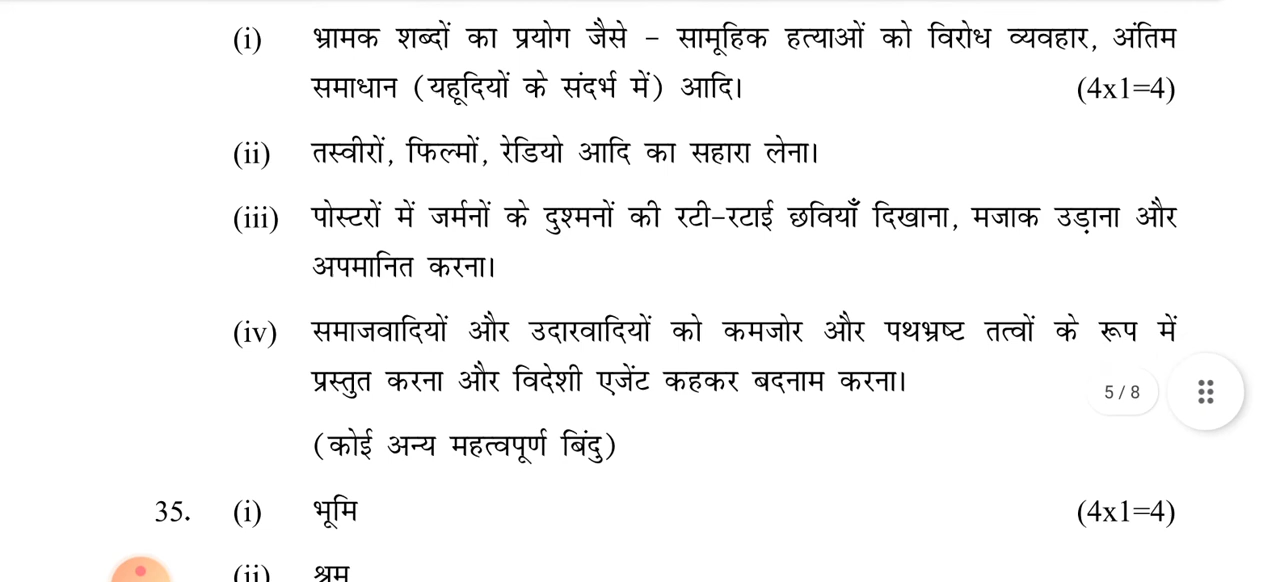 (i) भ्रामक शब्दों का प्रयोग जैसे – सामूहिक हत्याओं को विरोध व्यवहार, अंतिम
समाधान (यहूदियों के संदर्भ में) आदि। (4x1=4)
(ii) तस्वीरों, फिल्मों, रेडियो आदि का सहारा लेना।
(iii) पोस्टरों में जर्मनों के दुश्मनों की रटी-रटाई छवियाँ दिखाना, मजाक उड़ाना और
अपमानित करना।
(iv) समाजवादियों और उदारवादियों को कमजोर और पथभ्रष्ट तत्वों के रूप में
प्रस्तुत करना और विदेशी एजेंट कहकर बदनाम करना।
5 / 8
(कोई अन्य महत्वपूर्ण बिंदु)
35. (i) भूमि (4x1=4)
(ii) श्रम